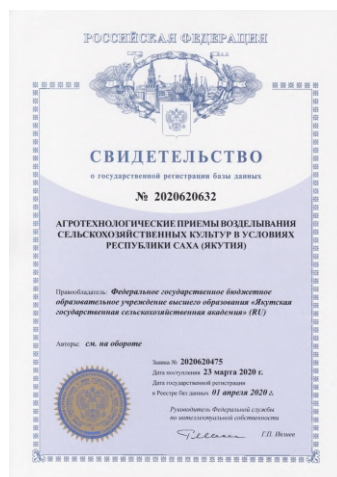 РОССИЙСКАЯ ФЕДЕРАЦИЯ
СВИДЕТЕЛЬСТВО
о государственной регистрации базы данных
№ 2020620632
АГРОТЕХНОЛОГИЧЕСКИЕ ПРИЕМЫ ВОЗДЕЛЫВАНИЯ
СЕЛЬСКОХОЗЯЙСТВЕННЫХ КУЛЬТУР В УСЛОВИЯХ
РЕСПУБЛИКИ САХА (ЯКУТИЯ)
Правообладатель: Федеральное государственное бюджетное
образовательное учреждение высшего образования «Якутская
государственная сельскохозяйственная академия» (RU)
Авторы: см. на обороте
Заявка № 2020620475
Дата поступления 23 марта 2020 г.
Дата государственной регистрации
в Реестре баз данных 01 апреля 2020 г.
Руководитель Федеральной службы
по интеллектуальной собственности
Г.П. Ивлиев